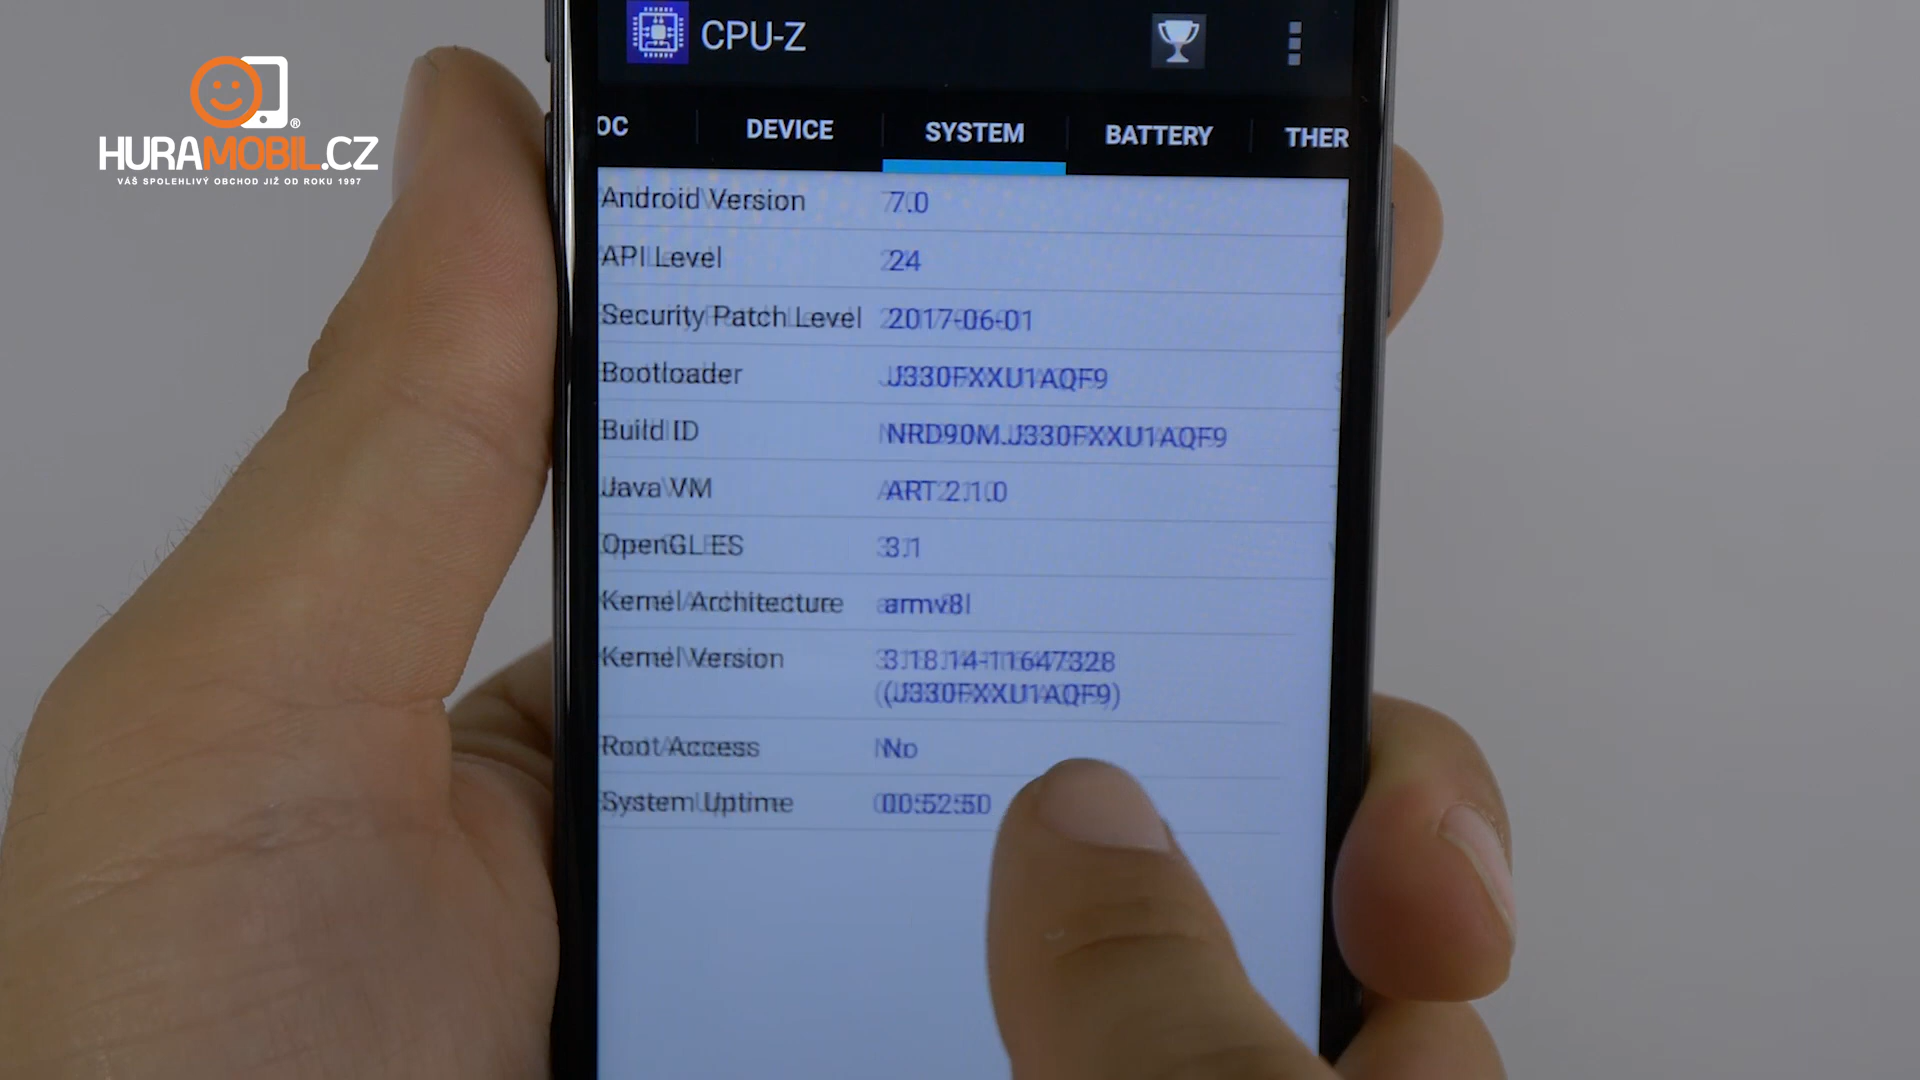 HURAMOBIL.CZ
®
VÁŠ SPOLEHLIVÝ OBCHOD JIŽ OD ROKU 1997
CPU-Z
OC DEVICE SYSTEM BATTERY THER
Android Version 7.0
API Level 24
Security Patch Level 2017-06-01
Bootloader J330FXXU1AQF9
Build ID NRD90M.J330FXXU1AQF9
Java VM ART 2.1.0
OpenGL ES 3.1
Kernel Architecture armv8l
Kernel Version 3.18.14-11647328
(J330FXXU1AQF9)
Root Access No
System Uptime 00:52:50